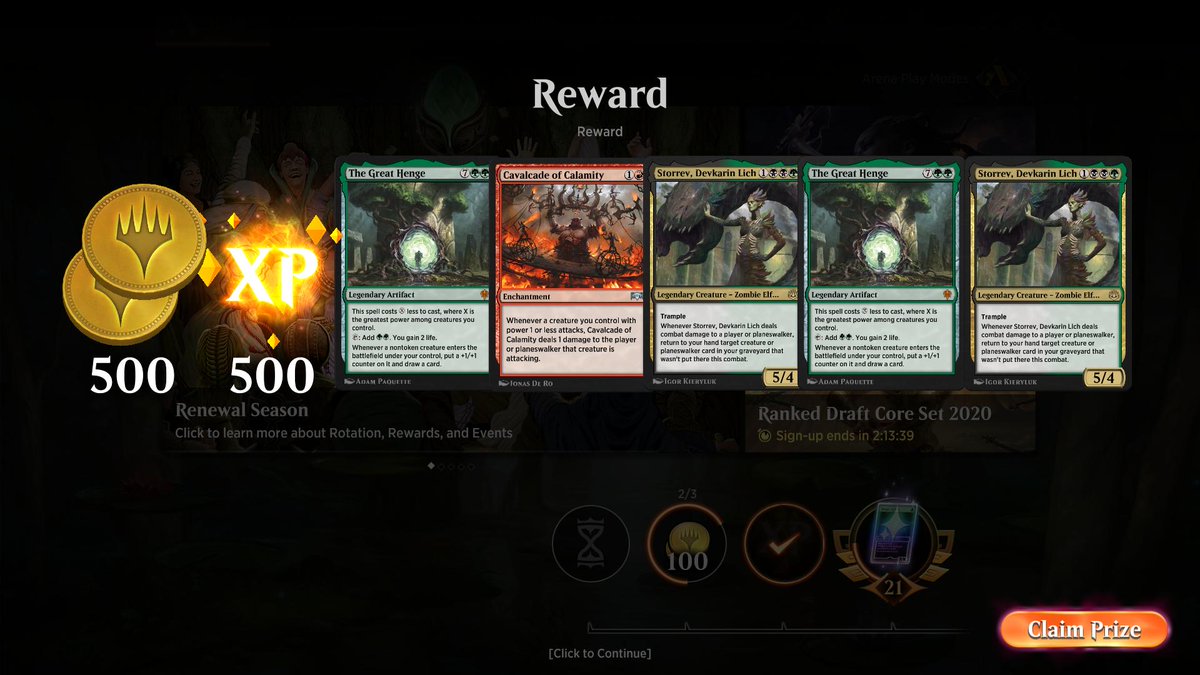 Arena Play Modes
Reward
Reward
The Great Henge 7
Cavalcade of Calamity 1
Storrev, Devkarin Lich 1
The Great Henge 7
Storrev, Devkarin Lich 1
XP
500
500
Legendary Artifact
This spell costs X less to cast, where X is
the greatest power among creatures you
control.
: Add . You gain 2 life.
Whenever a nontoken creature enters the
battlefield under your control, put a +1/+1
counter on it and draw a card.
Adam Paquette
Enchantment
Whenever a creature you control with
power 1 or less attacks, Cavalcade of
Calamity deals 1 damage to the player
or planeswalker that creature is
attacking.
Jonas De Ro
Legendary Creature - Zombie Elf...
Trample
Whenever Storrev, Devkarin Lich deals
combat damage to a player or planeswalker,
return to your hand target creature or
planeswalker card in your graveyard that
wasn't put there this combat.
5/4
Igor Kieryluk
Legendary Artifact
This spell costs X less to cast, where X is
the greatest power among creatures you
control.
: Add . You gain 2 life.
Whenever a nontoken creature enters the
battlefield under your control, put a +1/+1
counter on it and draw a card.
Adam Paquette
Legendary Creature - Zombie Elf...
Trample
Whenever Storrev, Devkarin Lich deals
combat damage to a player or planeswalker,
return to your hand target creature or
planeswalker card in your graveyard that
wasn't put there this combat.
5/4
Igor Kieryluk
Renewal Season
Click to learn more about Rotation, Rewards, and Events
Ranked Draft Core Set 2020
Sign-up ends in 2:13:39
2/3
100
21
Claim Prize
[Click to Continue]